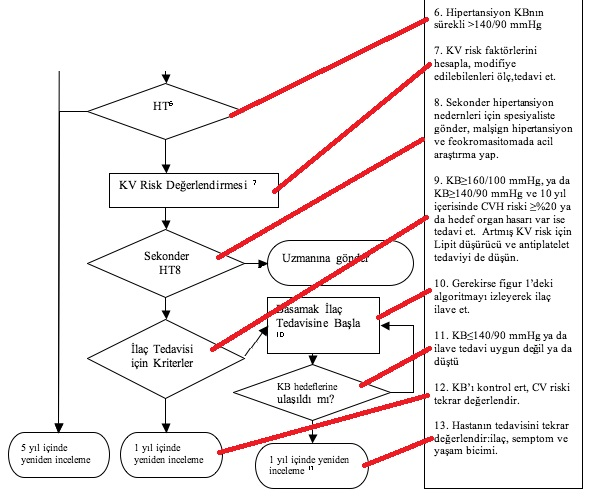 HT6
KV Risk Değerlendirmesi 7
Sekonder
HT8
Uzmanına gönder
Basamak İlaç
Tedavisine Başla
10
İlaç Tedavisi
için Kriterler
KB hedeflerine
ulaşıldı mı?
5 yıl içinde
yeniden inceleme
1 yıl içinde
yeniden inceleme
1 yıl içinde yeniden
inceleme
6. Hipertansiyon KBnın
sürekli >140/90 mmHg
7. KV risk faktörlerini
hesapla, modifiye
edilebilenleri ölç,tedavi et.
8. Sekonder hipertansiyon
nedernleri için spesiyaliste
gönder, malşign hipertansiyon
ve feokromasitomada acil
araştırma yap.
9. KB≥160/100 mmHg, ya da
KB≥140/90 mmHg ve 10 yıl
içerisinde CVH riski ≥%20 ya
da hedef organ hasarı var ise
tedavi et. Artmış KV risk için
Lipit düşürücü ve antiplatelet
tedaviyi de düşün.
10. Gerekirse figur 1'deki
algoritmayı izleyerek ilaç
ilave et.
11. KB≤140/90 mmHg ya da
ilave tedavi uygun değil ya da
düştü
12. KB'ı kontrol ert, CV riski
tekrar değerlendir.
13. Hastanın tedavisini tekrar
değerlendir:ilaç, semptom ve
yaşam bicimi.